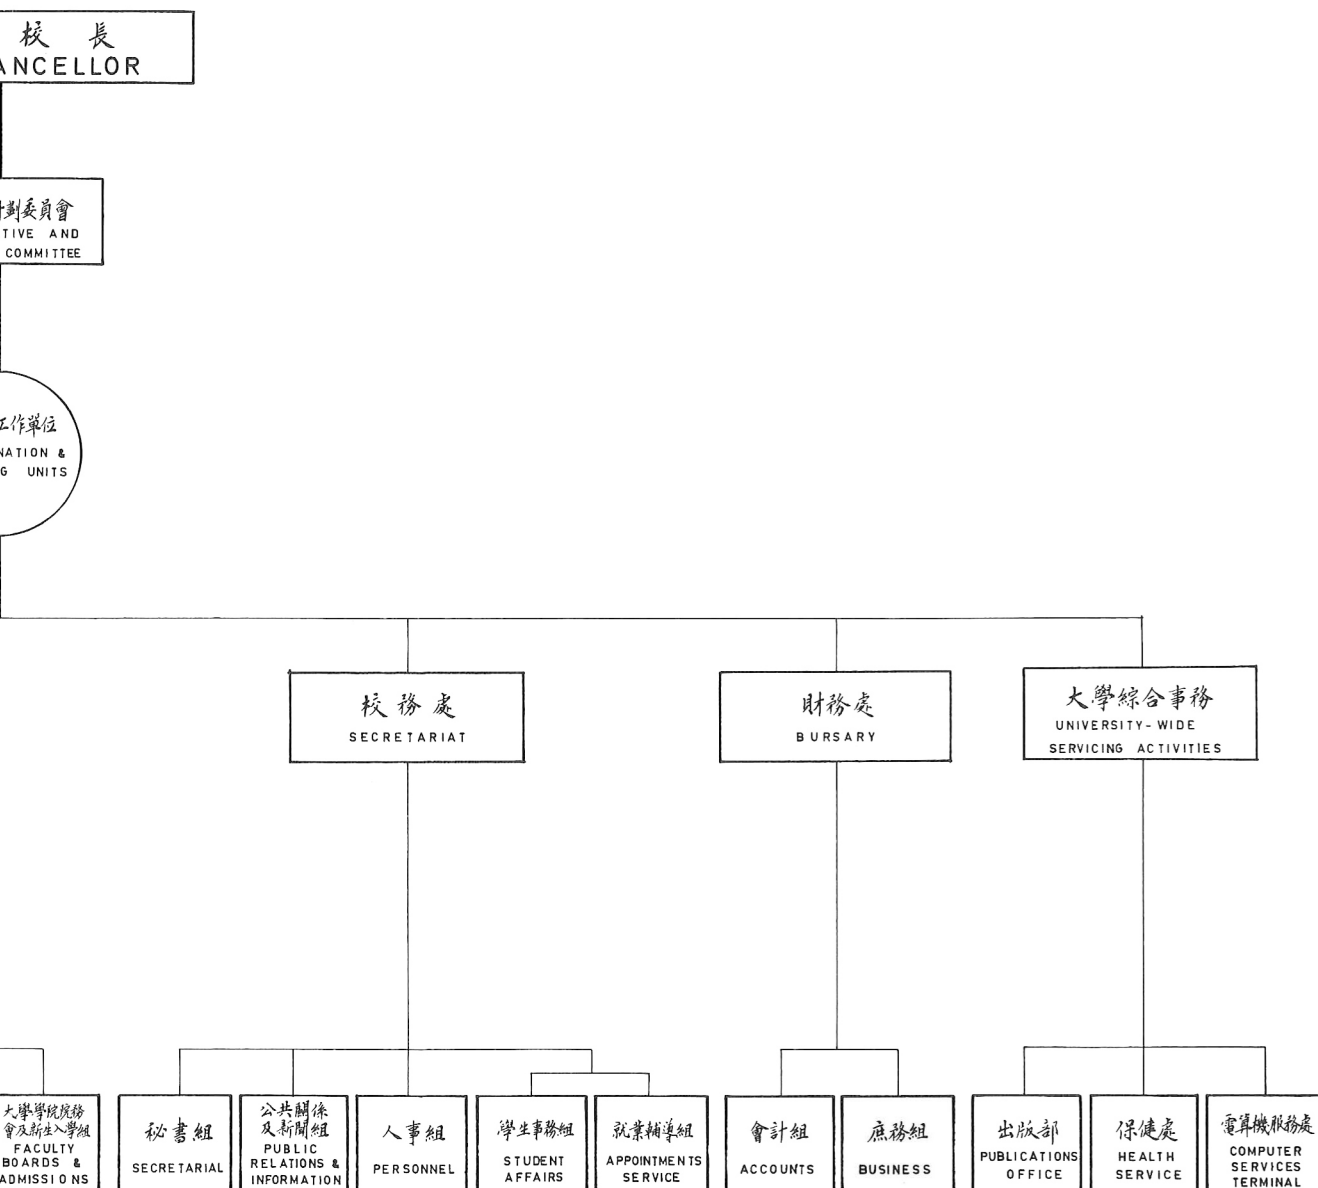 校長
ANCELLOR
劃委員會
TIVE AND
COMMITTEE
工作單位
NATION &
G UNITS
校務處
SECRETARIAT
財務處
BURSARY
大學綜合事務
UNIVERSITY-WIDE
SERVICING ACTIVITIES
大學學院院務
會及新生入學組
FACULTY
BOARDS &
ADMISSIONS
秘書組
SECRETARIAL
公共關係
及新聞組
PUBLIC
RELATIONS &
INFORMATION
人事組
PERSONNEL
學生事務組
STUDENT
AFFAIRS
就業輔導組
APPOINTMENTS
SERVICE
會計組
ACCOUNTS
庶務組
BUSINESS
出版部
PUBLICATIONS
OFFICE
保健處
HEALTH
SERVICE
電算機服務處
COMPUTER
SERVICES
TERMINAL